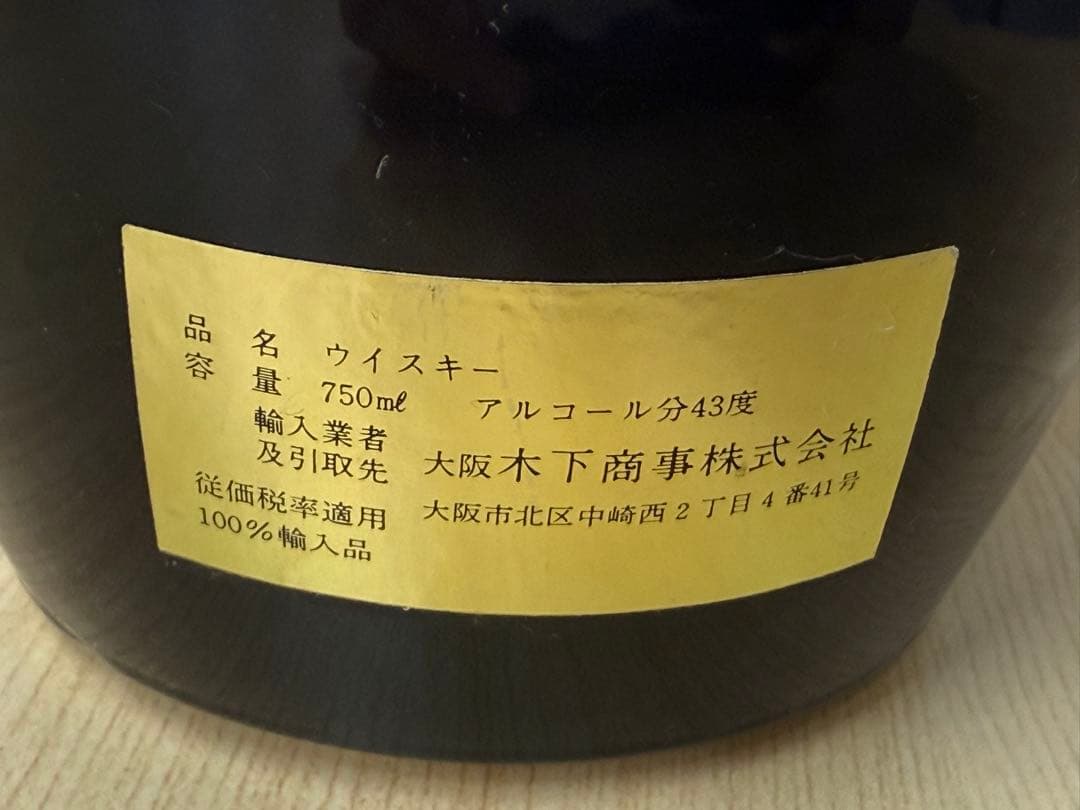 品名 ウイスキー
容量 750mℓ アルコール分43度
輸入業者
及引取先 大阪木下商事株式会社
従価税率適用 大阪市北区中崎西2丁目4番41号
100%輸入品